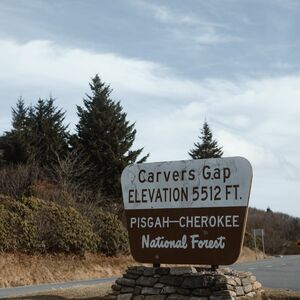 Carvers Gap
ELEVATION 5512 FT.
PISGAH—CHEROKEE
National Forest